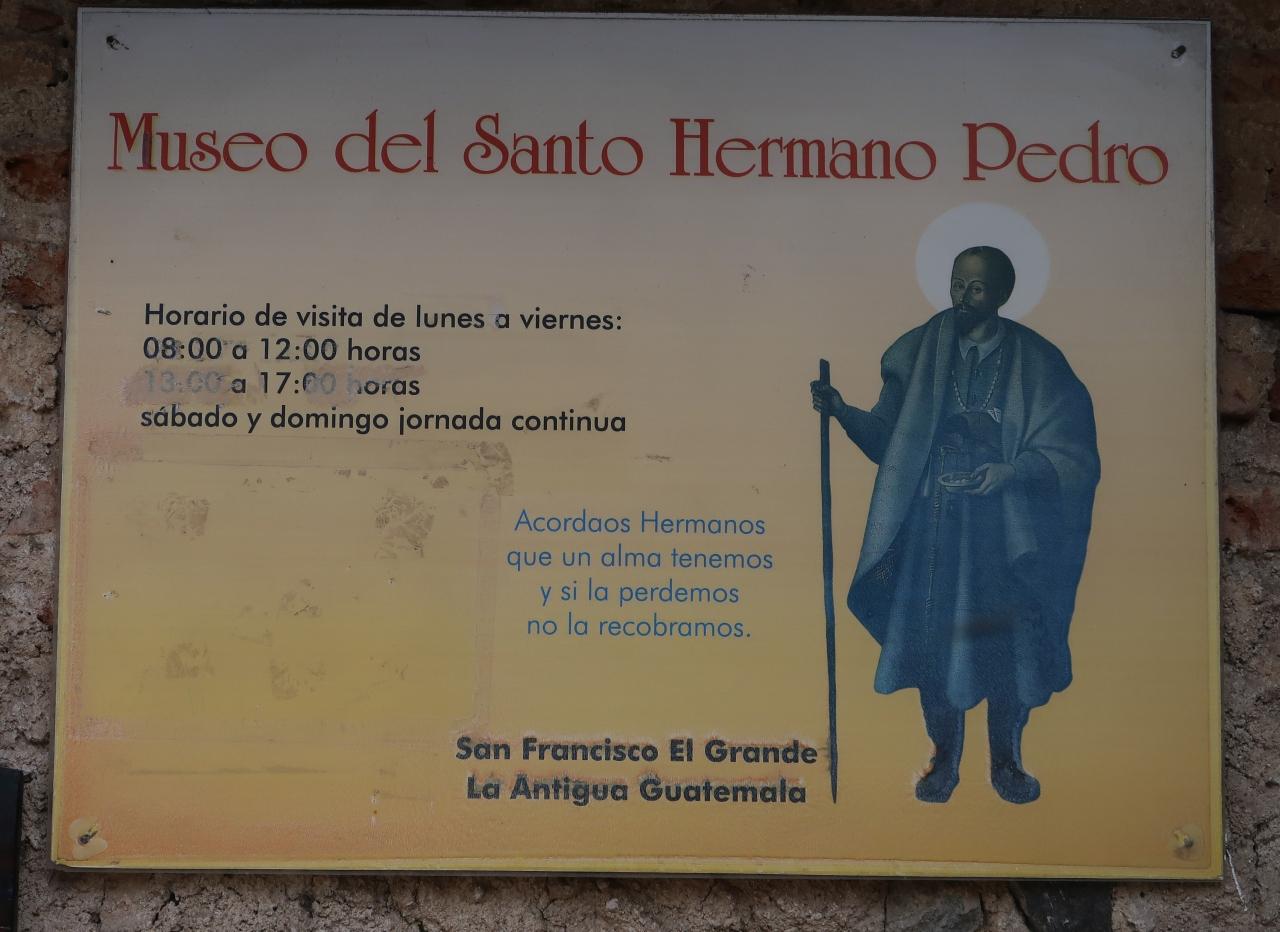 Museo del Santo Hermano Pedro
Horario de visita de lunes a viernes:
08:00 a 12:00 horas
13:00 a 17:00 horas
sábado y domingo jornada continua
Acordaos Hermanos
que un alma tenemos
y si la perdemos
no la recobramos.
San Francisco El Grande
La Antigua Guatemala